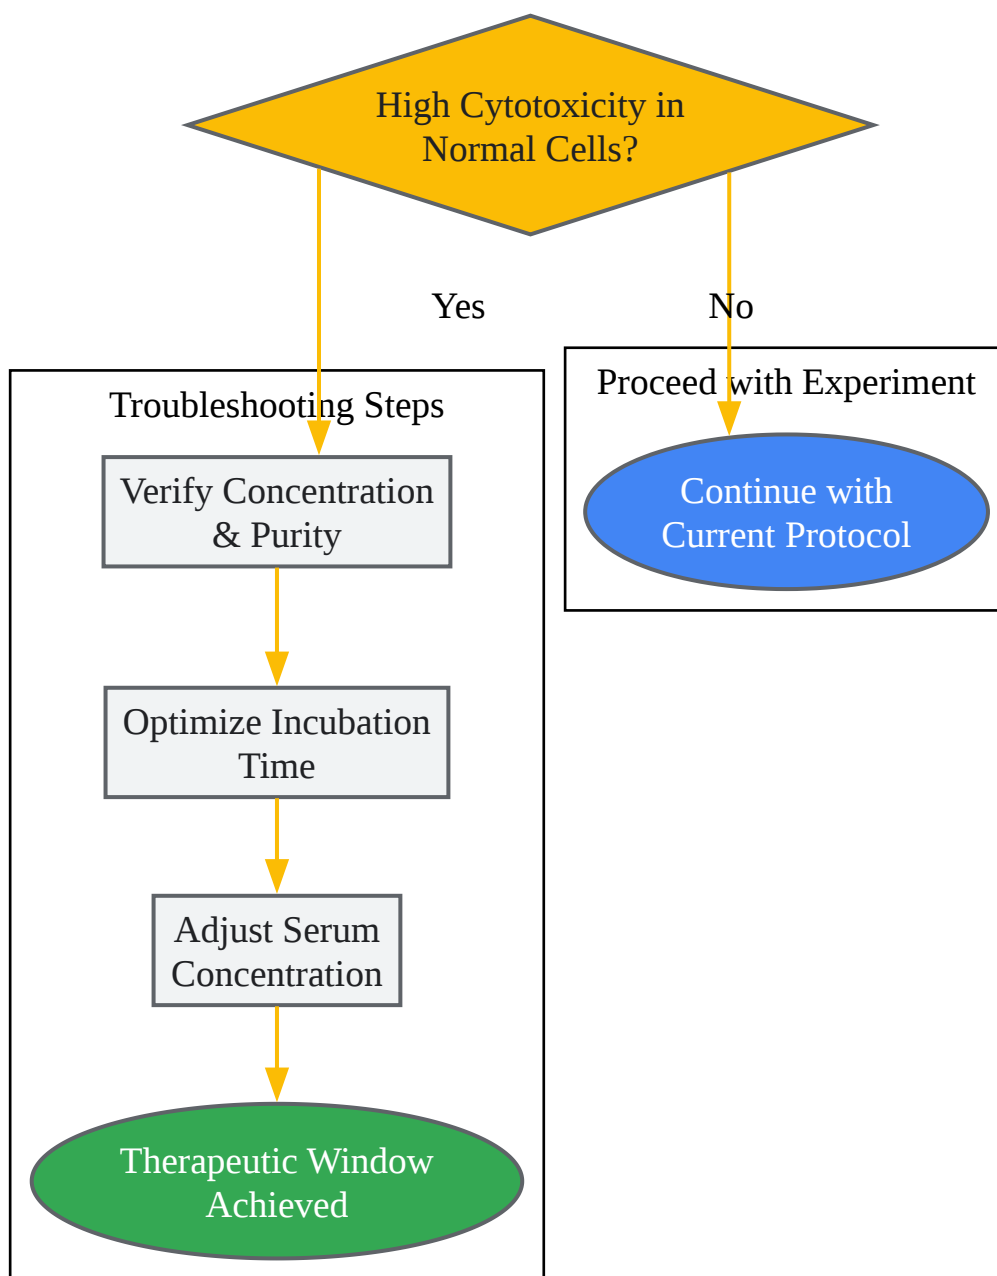 High Cytotoxicity in
Normal Cells?
Yes
No
Troubleshooting Steps
Verify Concentration
& Purity
Optimize Incubation
Time
Adjust Serum
Concentration
Therapeutic Window
Achieved
Proceed with Experiment
Continue with
Current Protocol